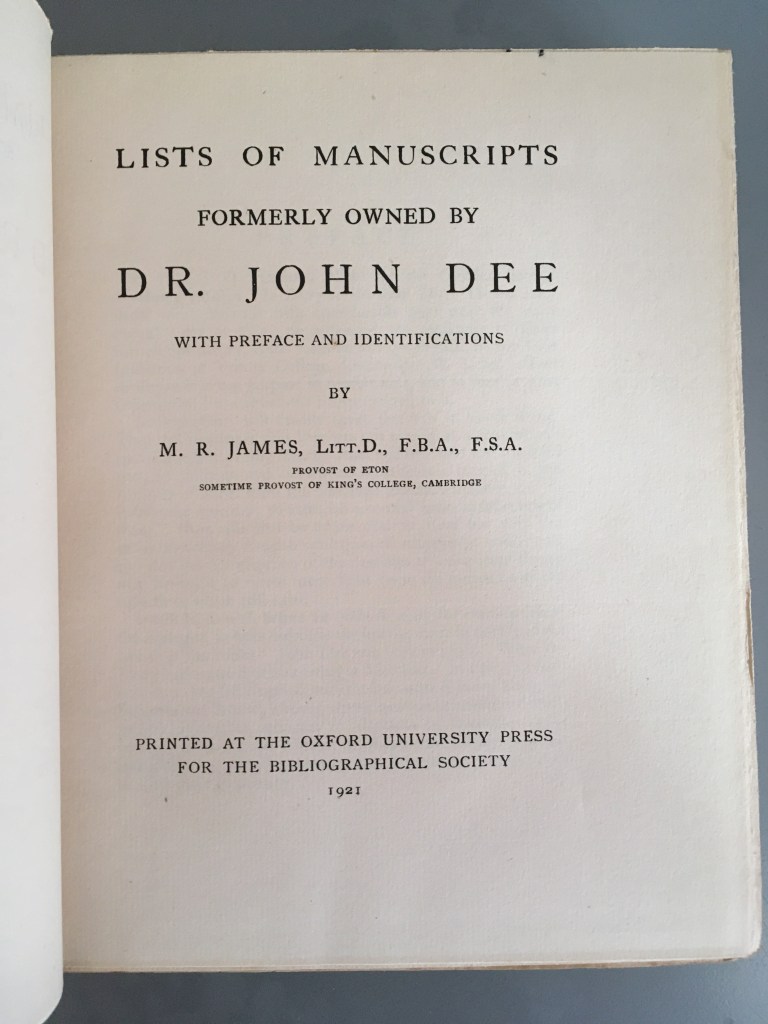 LISTS OF MANUSCRIPTS
FORMERLY OWNED BY
DR. JOHN DEE
WITH PREFACE AND IDENTIFICATIONS
BY
M. R. JAMES, LITT.D., F.B.A., F.S.A.
PROVOST OF ETON
SOMETIME PROVOST OF KING'S COLLEGE, CAMBRIDGE
PRINTED AT THE OXFORD UNIVERSITY PRESS
FOR THE BIBLIOGRAPHICAL SOCIETY
1921